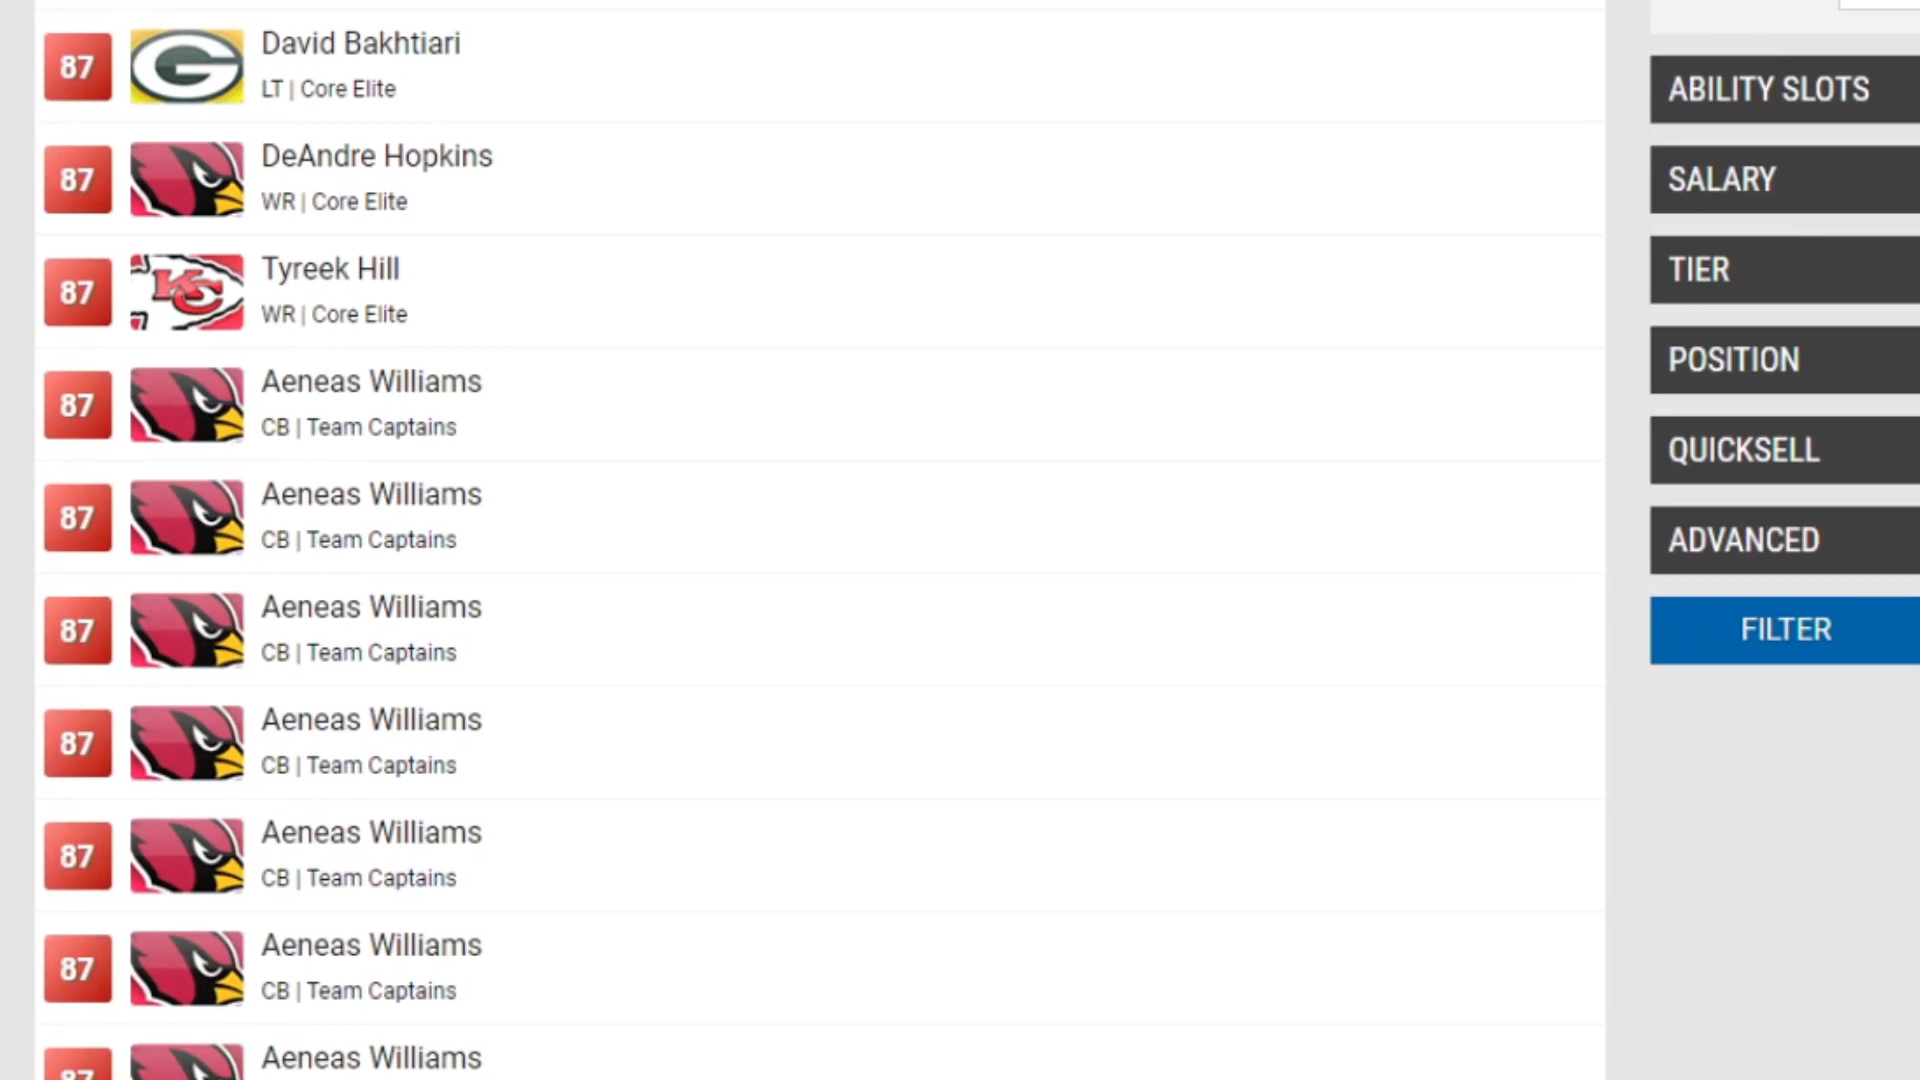 87
David Bakhtiari
LT | Core Elite
87
DeAndre Hopkins
WR | Core Elite
87
KC
Tyreek Hill
WR | Core Elite
87
Aeneas Williams
CB | Team Captains
87
Aeneas Williams
CB | Team Captains
87
Aeneas Williams
CB | Team Captains
87
Aeneas Williams
CB | Team Captains
87
Aeneas Williams
CB | Team Captains
87
Aeneas Williams
CB | Team Captains
87
Aeneas Williams
ABILITY SLOTS
SALARY
TIER
POSITION
QUICKSELL
ADVANCED
FILTER